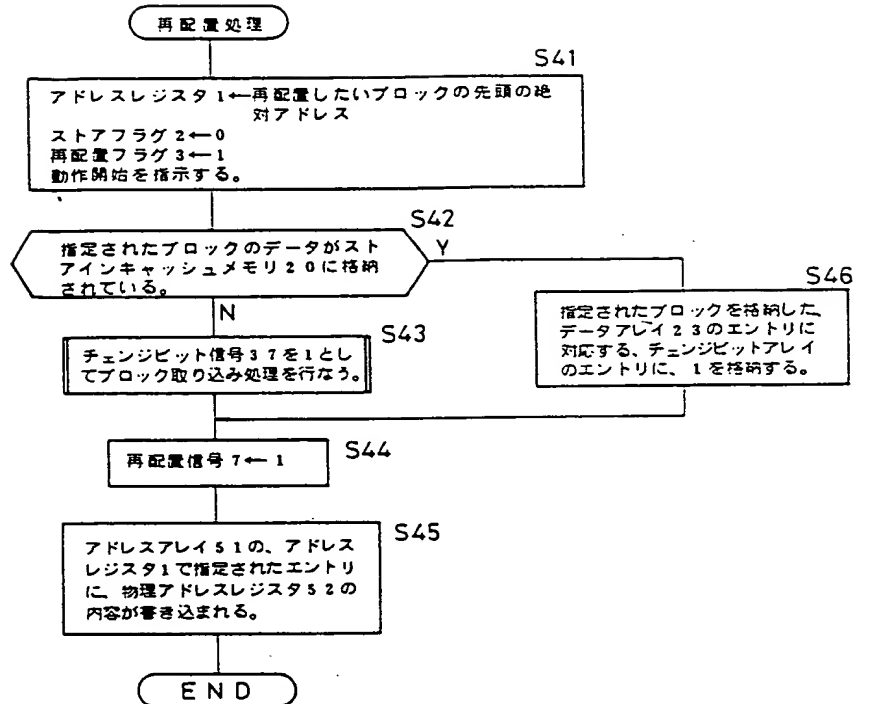 再配置処理
S41
アドレスレジスタ1←再配置したいブロックの先頭の絶
対アドレス
ストアフラグ2←0
再配置フラグ3←1
動作開始を指示する。
S42
指定されたブロックのデータがスト
アインキャッシュメモリ20に格納
されている。
Y
N
S46
指定されたブロックを格納した、
データアレイ23のエントリに
対応する、チェンジビットアレイ
のエントリに、1を格納する。
S43
チェンジビット信号37を1とし
てブロック取り込み処理を行なう。
S44
再配置信号7←1
S45
アドレスアレイ51の、アドレス
レジスタ1で指定されたエントリ
に、物理アドレスレジスタ52の
内容が書き込まれる。
END